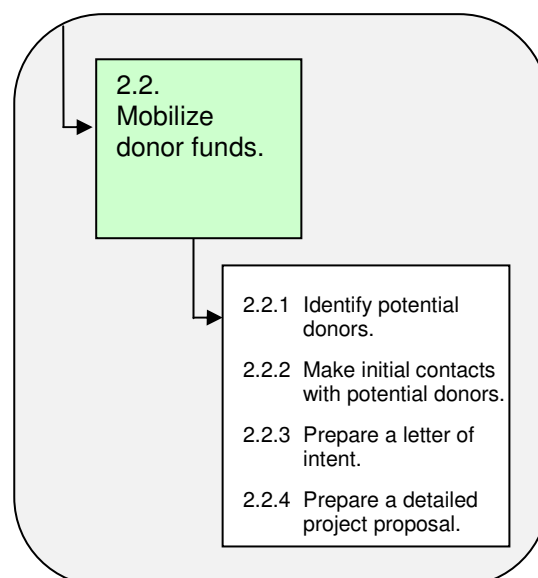 2.2.
Mobilize
donor funds.
2.2.1 Identify potential
donors.
2.2.2 Make initial contacts
with potential donors.
2.2.3 Prepare a letter of
intent.
2.2.4 Prepare a detailed
project proposal.